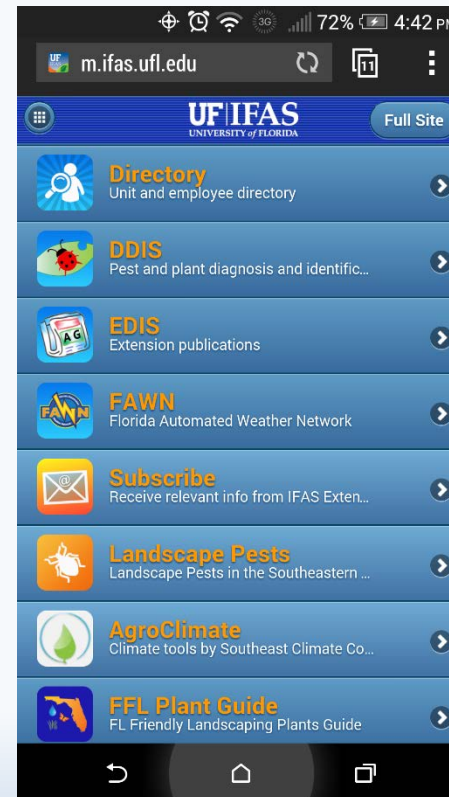 3G 72% 4:42 PM
m.ifas.ufl.edu 11
UF IFAS
UNIVERSITY of FLORIDA
Full Site
Directory
Unit and employee directory
DDIS
Pest and plant diagnosis and identific...
AG
EDIS
Extension publications
FAWN
FAWN
Florida Automated Weather Network
@
Subscribe
Receive relevant info from IFAS Exten...
Landscape Pests
Landscape Pests in the Southeastern ...
AgroClimate
Climate tools by Southeast Climate Co...
FFL Plant Guide
FL Friendly Landscaping Plants Guide